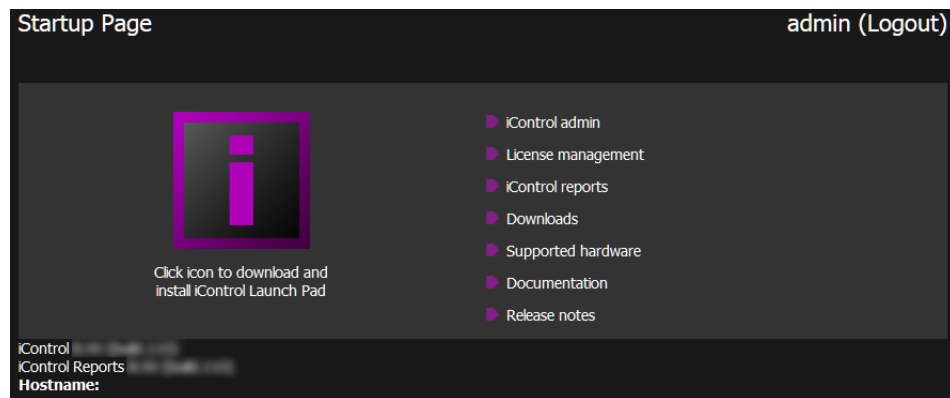 Startup Page
admin (Logout)
iControl admin
License management
iControl reports
Downloads
Supported hardware
Documentation
Release notes
Click icon to download and
install iControl Launch Pad
iControl
iControl Reports
Hostname: